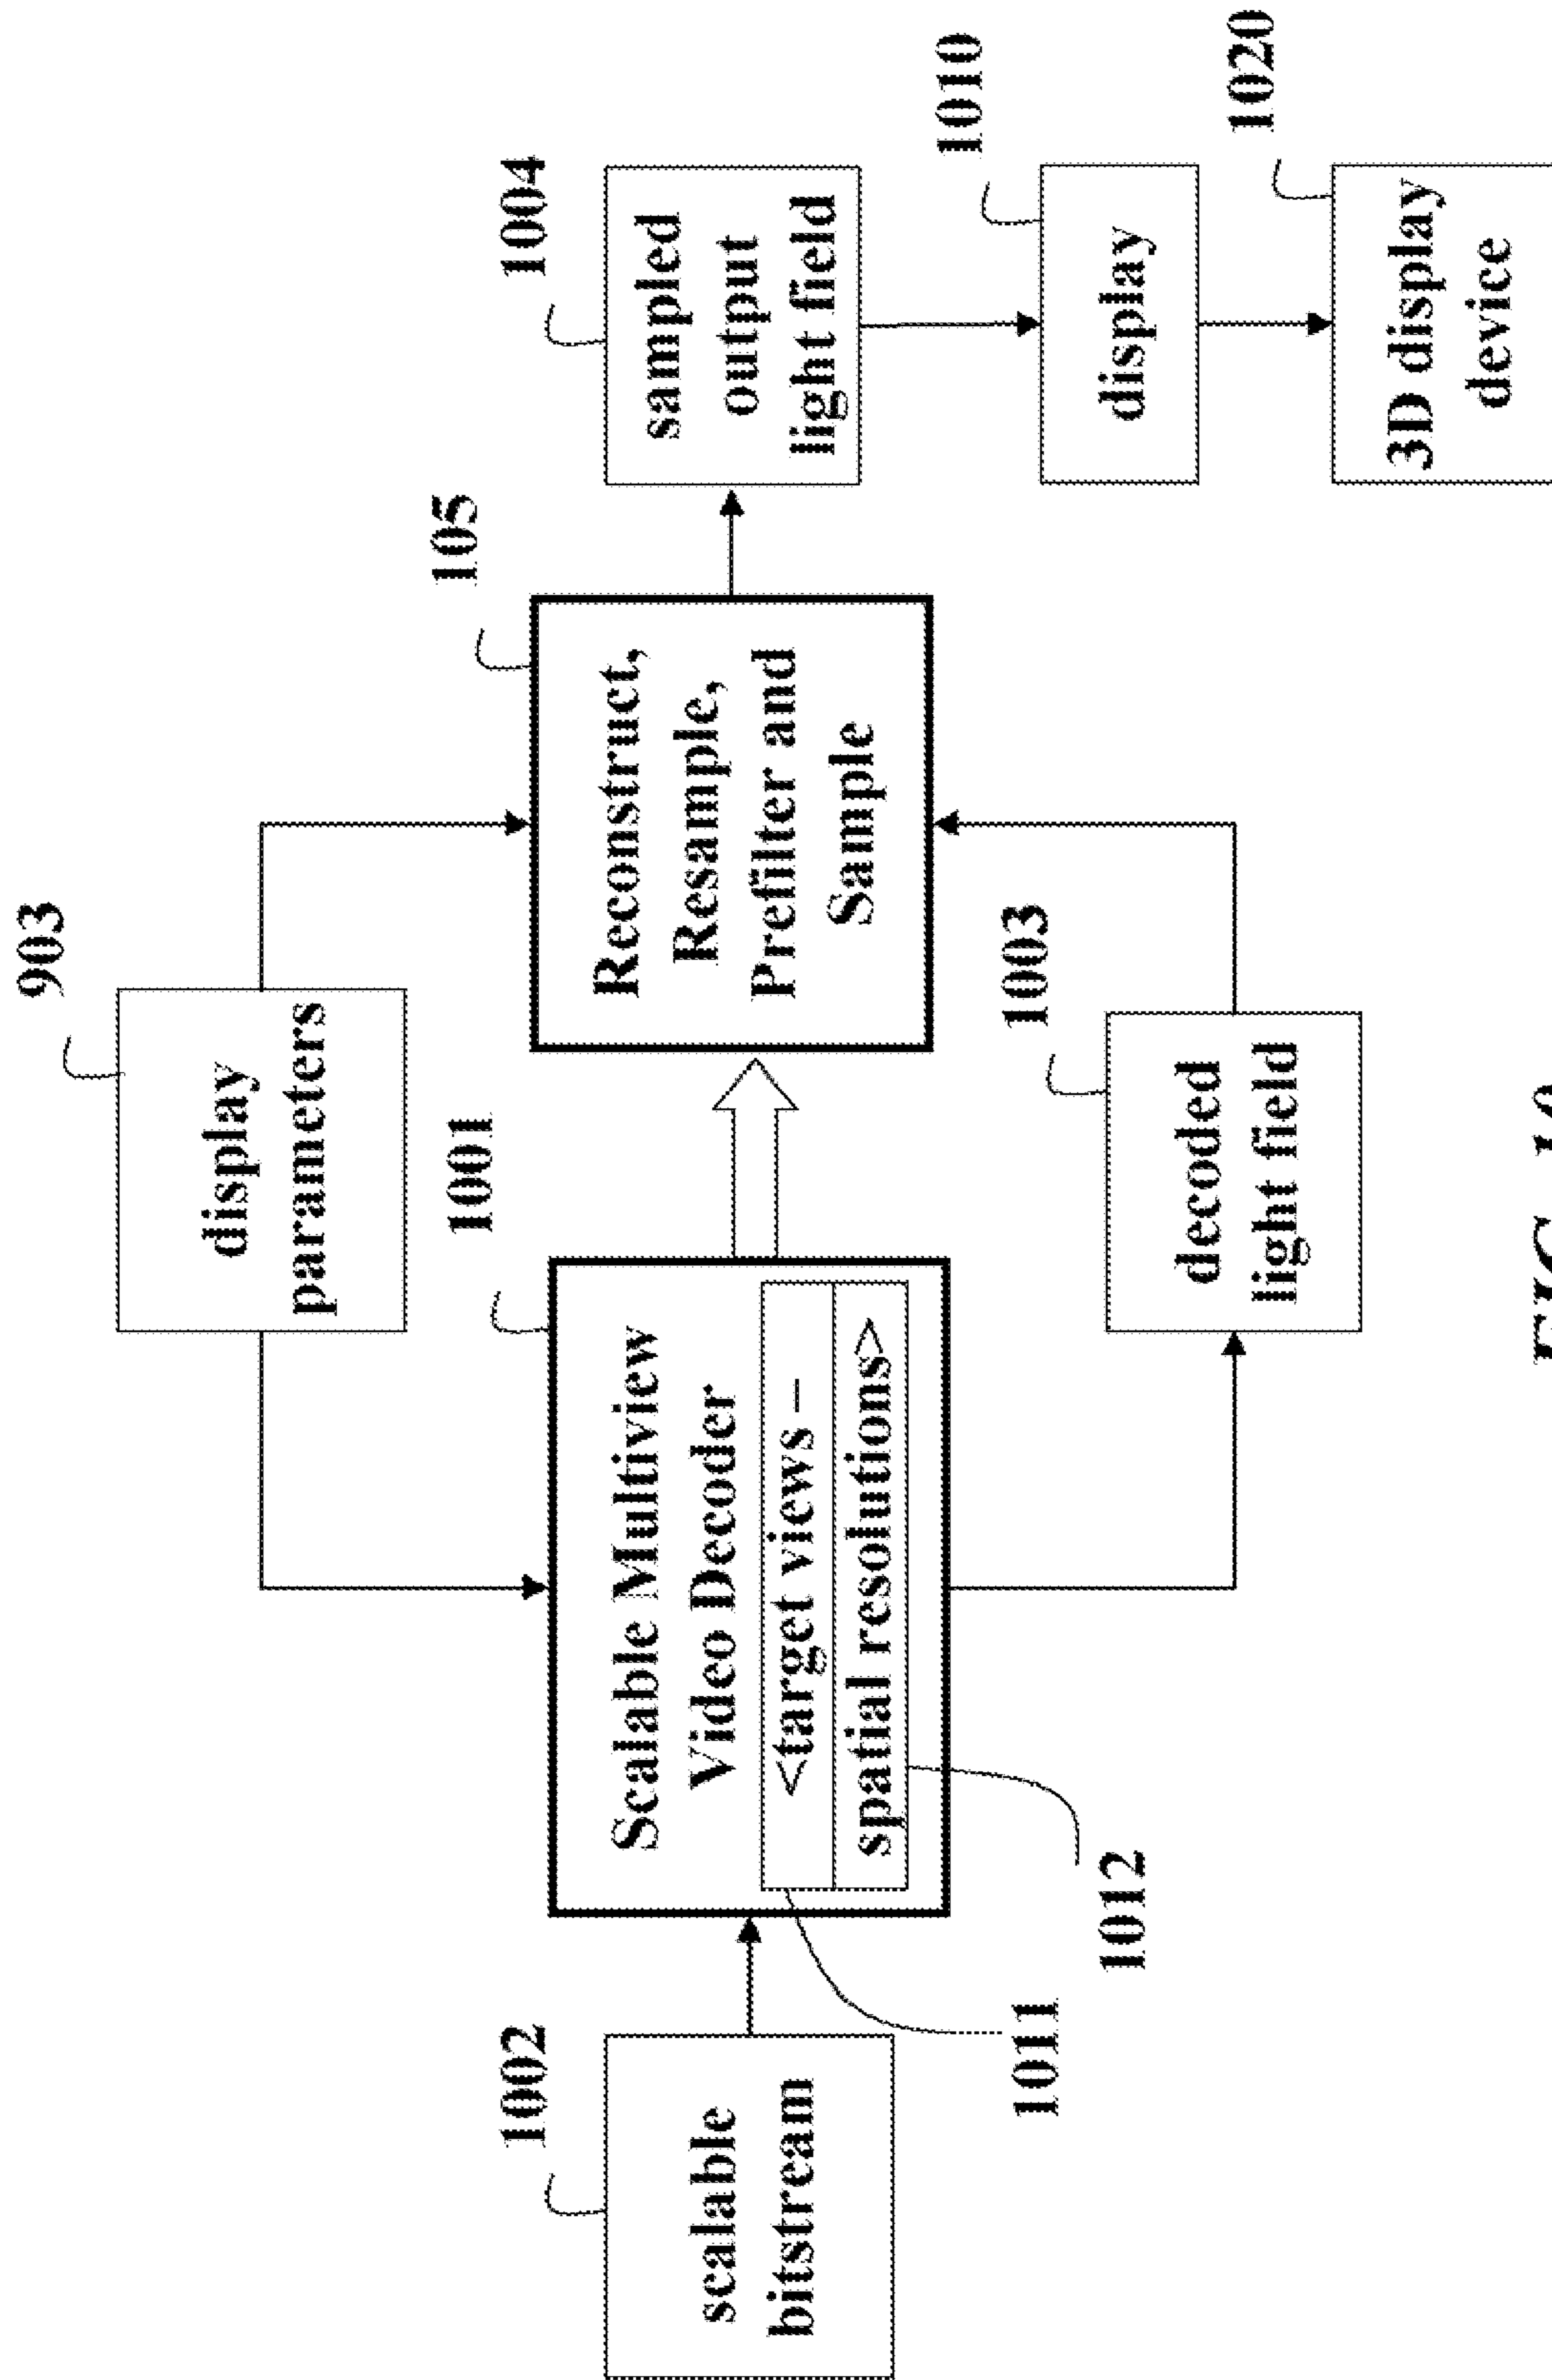 903
display
parameters
1002
scalable
bitstream
1001
Scalable Multiview
Video Decoder
<target views –
spatial resolutions>
1011
1012
105
Reconstruct,
Resample,
Prefilter and
Sample
1003
decoded
light field
1004
sampled
output
light field
1010
display
1020
3D display
device